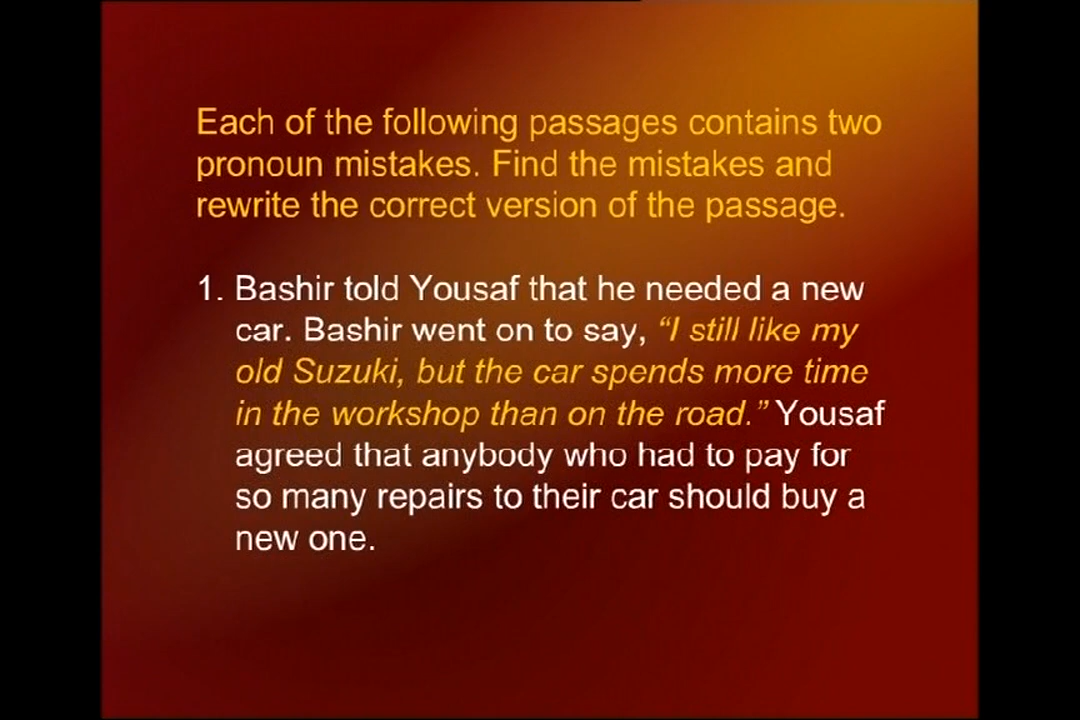 Each of the following passages contains two
pronoun mistakes. Find the mistakes and
rewrite the correct version of the passage.
1. Bashir told Yousaf that he needed a new
car. Bashir went on to say, “I still like my
old Suzuki, but the car spends more time
in the workshop than on the road.” Yousaf
agreed that anybody who had to pay for
so many repairs to their car should buy a
new one.